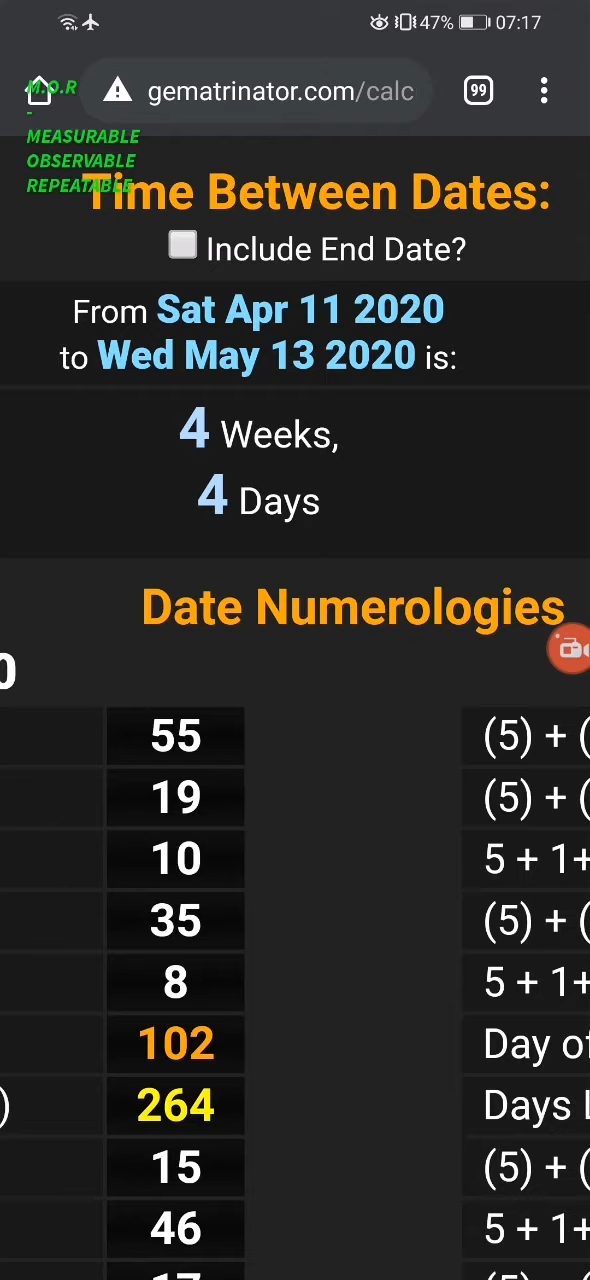 47% 07:17
gematrinator.com/calc
99
M.O.R
-
MEASURABLE
OBSERVABLE
REPEATABLE
Time Between Dates:
Include End Date?
From Sat Apr 11 2020
to Wed May 13 2020 is:
4 Weeks,
4 Days
Date Numerologies
0
55 (5) + (
19 (5) + (
10 5 + 1+
35 (5) + (
8 5 + 1+
102 Day of
) 264 Days L
15 (5) + (
46 5 + 1+